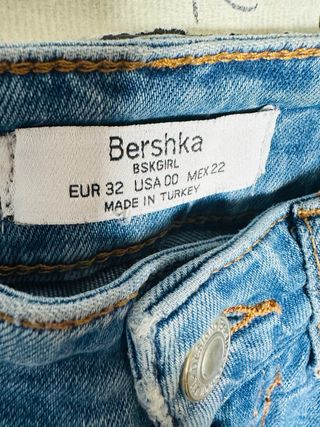 Bershka
BSKGIRL
EUR 32 USA 00 MEX 22
MADE IN TURKEY